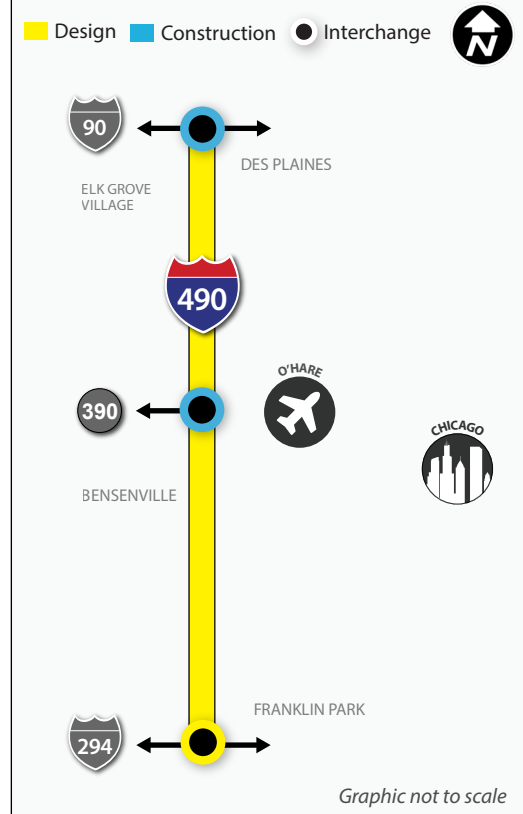 Design Construction Interchange
N
90
DES PLAINES
ELK GROVE
VILLAGE
490
O'HARE
390
CHICAGO
BENSENVILLE
FRANKLIN PARK
294
Graphic not to scale